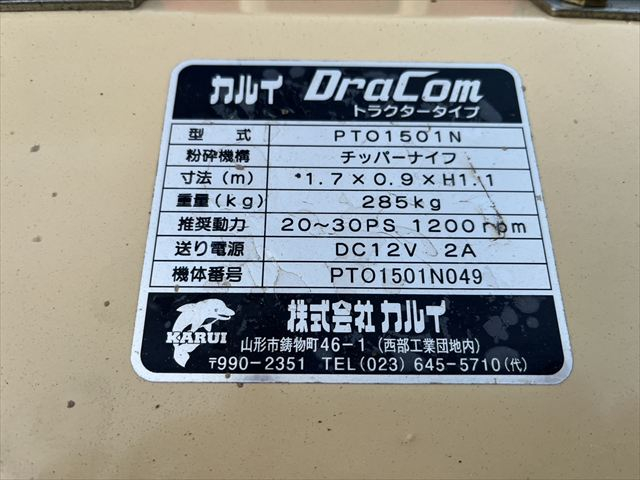 カルイ DraCom
トラクタータイプ
型式 PTO1501N
粉砕機構 チッパーナイフ
寸法(m) *1.7×0.9×H1.1
重量(kg) 285kg
推奨動力 20〜30PS 1200rpm
送り電源 DC12V 2A
機体番号 PTO1501N049
株式会社カルイ
KARUI
山形市鋳物町46-1(西部工業団地内)
〒990-2351 TEL(023)645-5710(代)